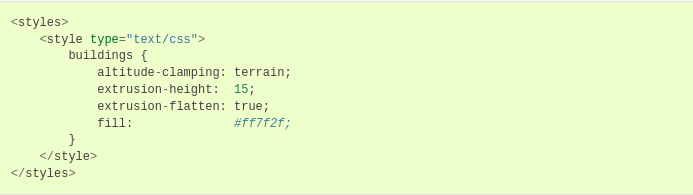 <styles>
    <style type="text/css">
        buildings {
            altitude-clamping: terrain;
            extrusion-height:  15;
            extrusion-flatten: true;
            fill:              #ff7f2f;
        }
    </style>
</styles>